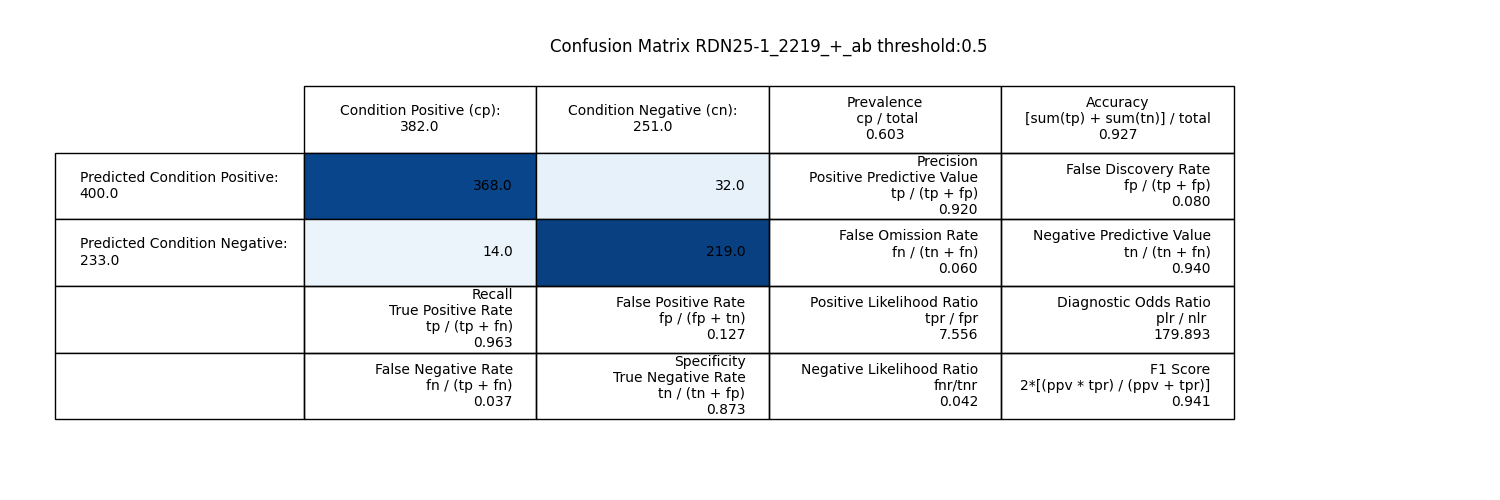 Confusion Matrix RDN25-1_2219_+_ab threshold:0.5
Condition Positive (cp):
382.0
Condition Negative (cn):
251.0
Prevalence
cp / total
0.603
Accuracy
[sum(tp) + sum(tn)] / total
0.927
Predicted Condition Positive:
400.0
368.0
32.0
Precision
Positive Predictive Value
tp / (tp + fp)
0.920
False Discovery Rate
fp / (tp + fp)
0.080
Predicted Condition Negative:
233.0
14.0
219.0
False Omission Rate
fn / (tn + fn)
0.060
Negative Predictive Value
tn / (tn + fn)
0.940
Recall
True Positive Rate
tp / (tp + fn)
0.963
False Positive Rate
fp / (fp + tn)
0.127
Positive Likelihood Ratio
tpr / fpr
7.556
Diagnostic Odds Ratio
plr / nlr
179.893
False Negative Rate
fn / (tp + fn)
0.037
Specificity
True Negative Rate
tn / (tn + fp)
0.873
Negative Likelihood Ratio
fnr/tnr
0.042
F1 Score
2*[(ppv * tpr) / (ppv + tpr)]
0.941